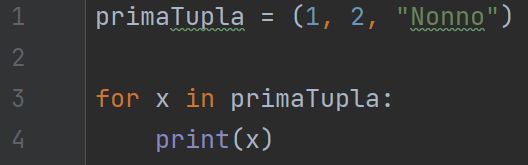 1 primaTupla = (1, 2, "Nonno")
2
3 for x in primaTupla:
4     print(x)